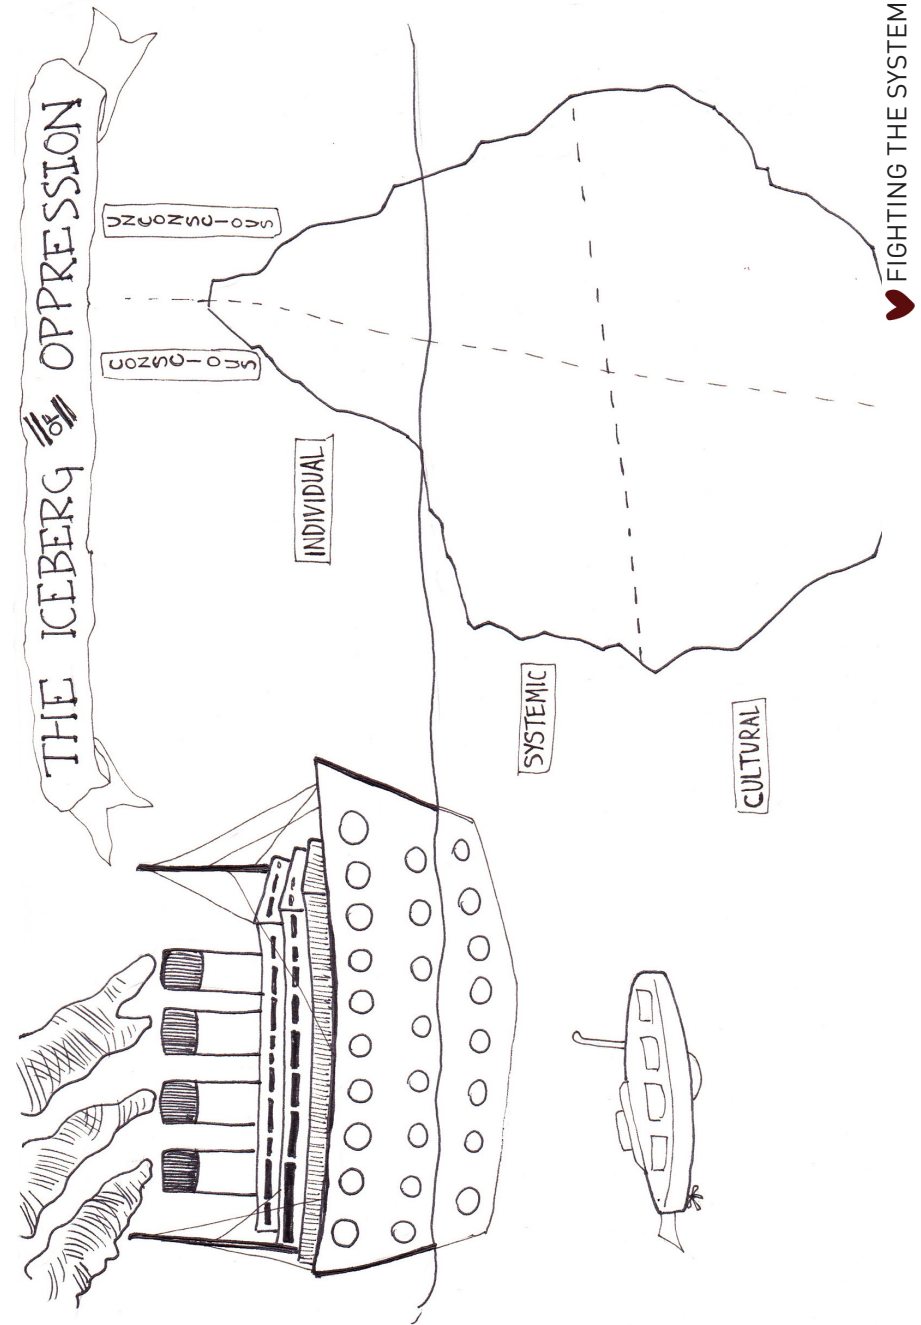 THE ICEBERG OF OPPRESSION
CONSCIOUS
UNCONSCIOUS
INDIVIDUAL
SYSTEMIC
CULTURAL
FIGHTING THE SYSTEM